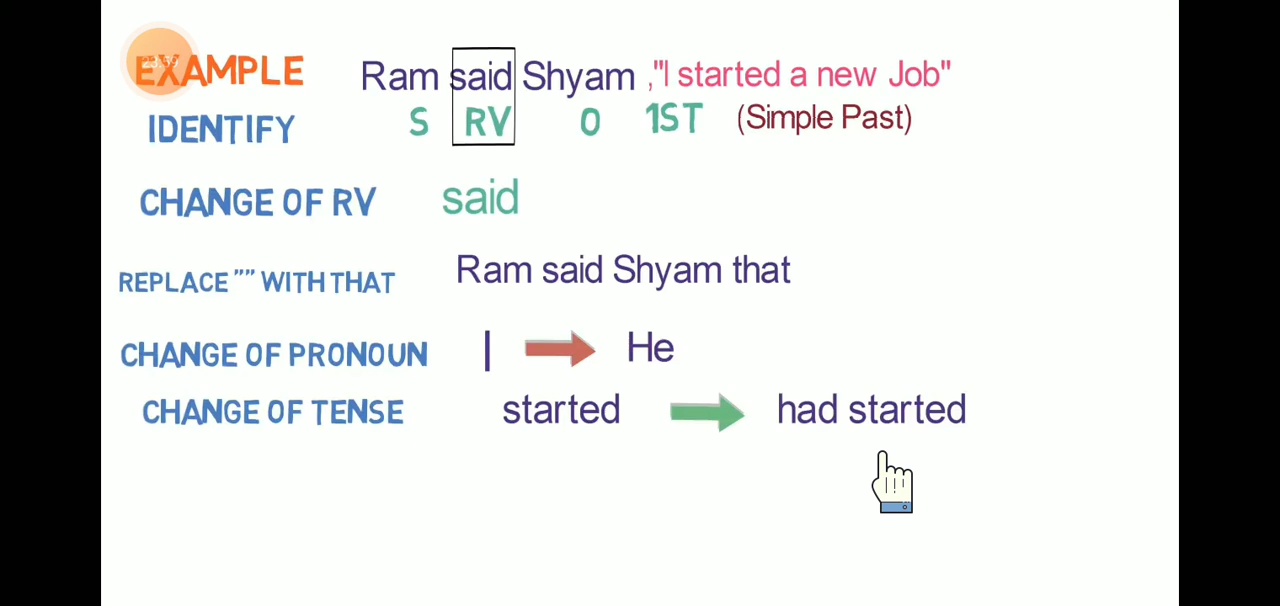 EXAMPLE Ram said Shyam ,"I started a new Job"
IDENTIFY S RV O 1ST (Simple Past)
CHANGE OF RV said
REPLACE "" WITH THAT Ram said Shyam that
CHANGE OF PRONOUN I He
CHANGE OF TENSE started had started